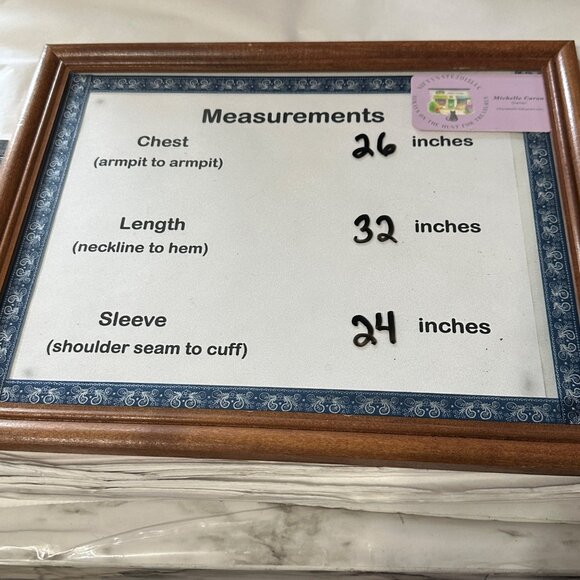 Measurements
Chest 26 inches
(armpit to armpit)
Length 32 inches
(neckline to hem)
Sleeve 24 inches
(shoulder seam to cuff)
Michelle Caron